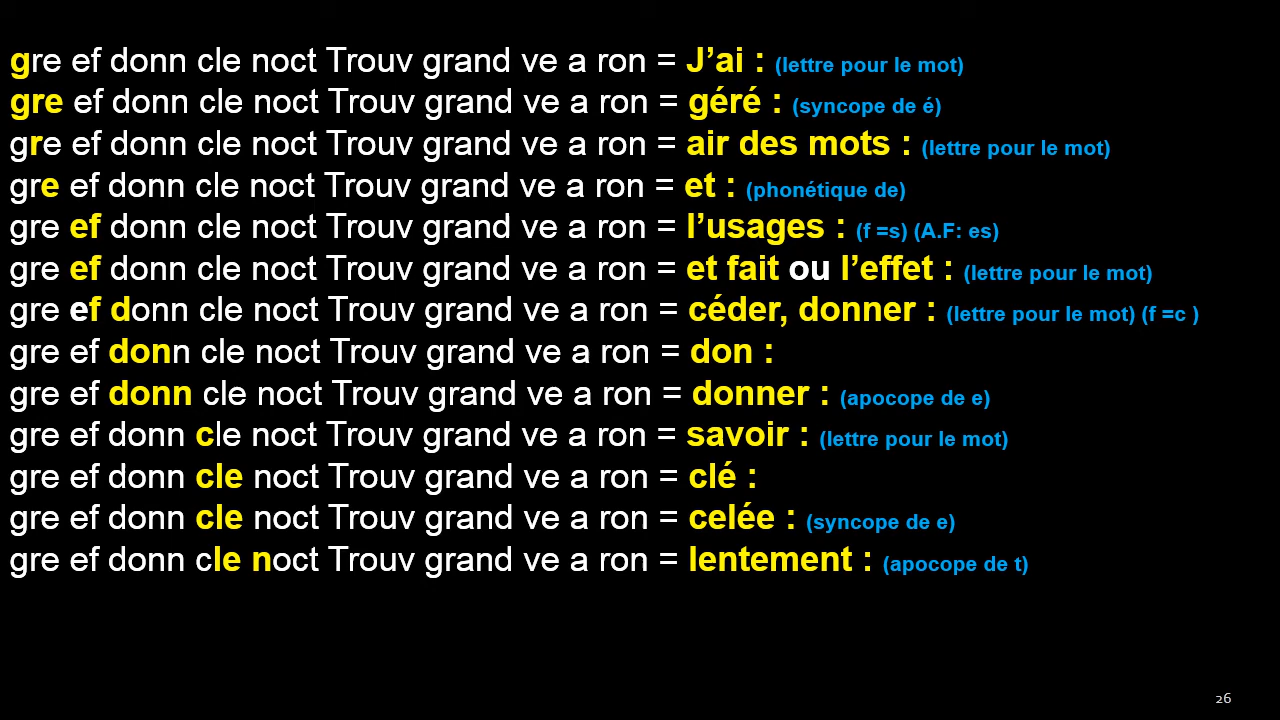 gre ef donn cle noct Trouv grand ve a ron = J’ai : (lettre pour le mot)
gre ef donn cle noct Trouv grand ve a ron = géré : (syncope de é)
gre ef donn cle noct Trouv grand ve a ron = air des mots : (lettre pour le mot)
gre ef donn cle noct Trouv grand ve a ron = et : (phonétique de)
gre ef donn cle noct Trouv grand ve a ron = l’usages : (f =s) (A.F: es)
gre ef donn cle noct Trouv grand ve a ron = et fait ou l’effet : (lettre pour le mot)
gre ef donn cle noct Trouv grand ve a ron = céder, donner : (lettre pour le mot) (f =c )
gre ef donn cle noct Trouv grand ve a ron = don :
gre ef donn cle noct Trouv grand ve a ron = donner : (apocope de e)
gre ef donn cle noct Trouv grand ve a ron = savoir : (lettre pour le mot)
gre ef donn cle noct Trouv grand ve a ron = clé :
gre ef donn cle noct Trouv grand ve a ron = celée : (syncope de e)
gre ef donn cle noct Trouv grand ve a ron = lentement : (apocope de t)
26